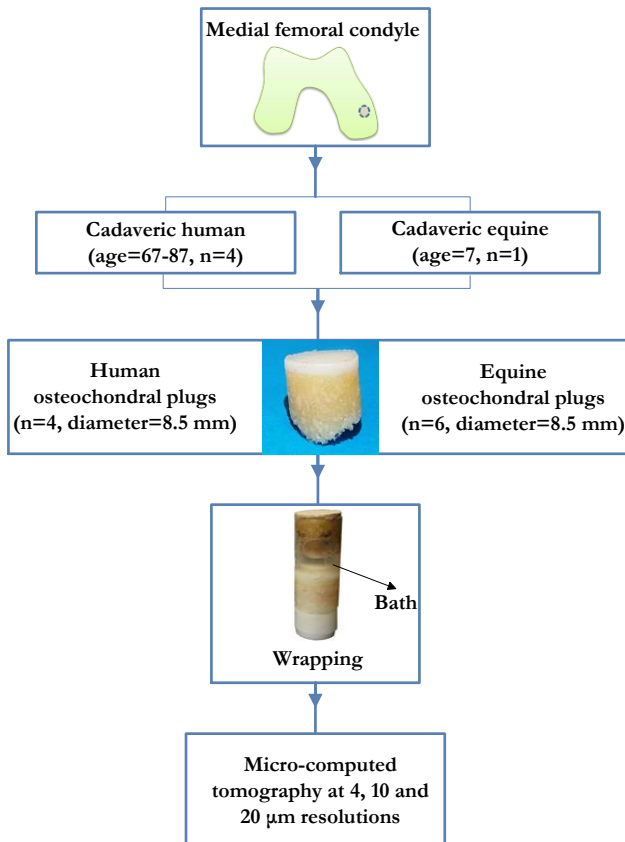 Medial femoral condyle
Cadaveric human
(age=67-87, n=4)
Cadaveric equine
(age=7, n=1)
Human
osteochondral plugs
(n=4, diameter=8.5 mm)
Equine
osteochondral plugs
(n=6, diameter=8.5 mm)
Bath
Wrapping
Micro-computed
tomography at 4, 10 and
20 µm resolutions